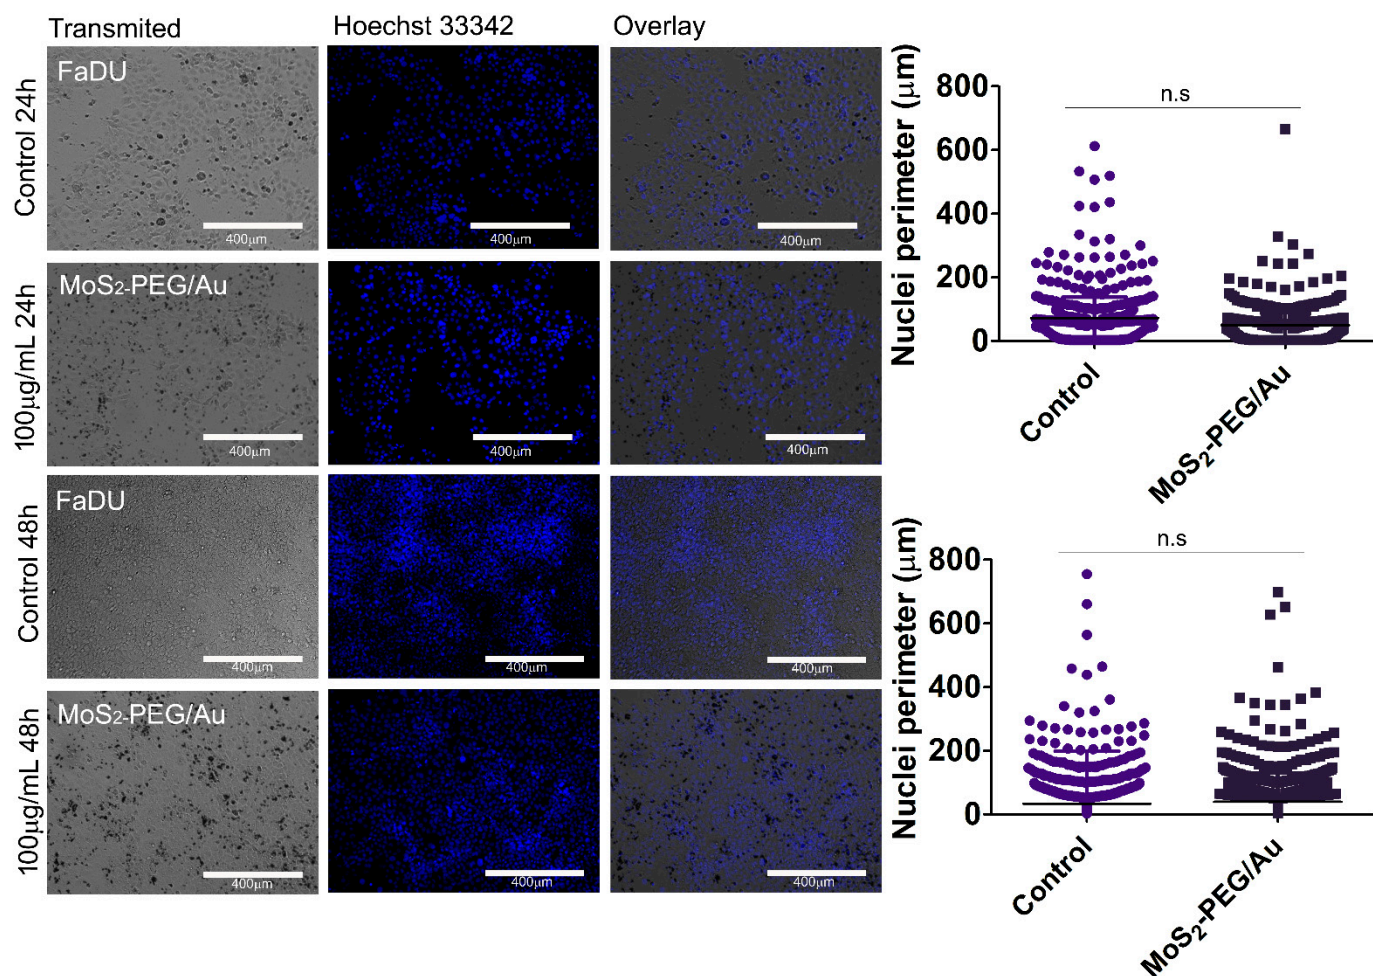 Transmited
Hoechst 33342
Overlay
Control 24h
FaDU
400µm
400µm
400µm
100µg/mL 24h
MoS2-PEG/Au
400µm
400µm
400µm
Control 48h
FaDU
400µm
400µm
400µm
100µg/mL 48h
MoS2-PEG/Au
400µm
400µm
400µm
Nuclei perimeter (µm)
800
600
400
200
0
n.s
Control
MoS2-PEG/Au
Nuclei perimeter (µm)
800
600
400
200
0
n.s
Control
MoS2-PEG/Au